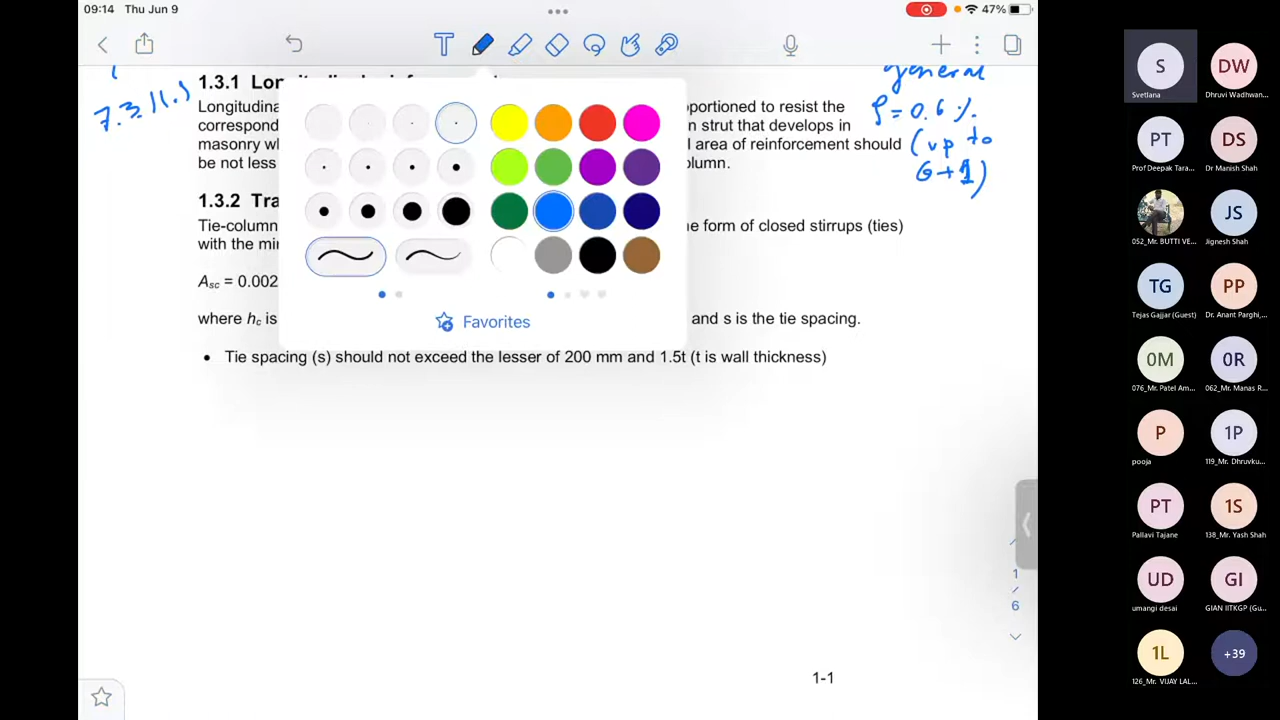 09:14 Thu Jun 9
47%
general
7.3.1(.)
1.3.1
Longitudina portioned to resist the
ρ = 0.6 %.
correspond n strut that develops in
(up to
masonry wh l area of reinforcement should
G+1)
be not less olumn.
1.3.2 Tra
Tie-column e form of closed stirrups (ties)
with the mi
Asc = 0.002
where hc is and s is the tie spacing.
Favorites
• Tie spacing (s) should not exceed the lesser of 200 mm and 1.5t (t is wall thickness)
1
6
1-1
S
Svetlana
DW
Dhruvi Wadhwan...
PT
Prof Deepak Tara...
DS
Dr Manish Shah
052_Mr. BUTTI VE...
JS
Jignesh Shah
TG
Tejas Gajjar (Guest)
PP
Dr. Anant Parghi,...
0M
076_Mr. Patel Am...
0R
062_Mr. Manas R...
P
pooja
1P
119_Mr. Dhruvku...
PT
Pallavi Tajane
1S
138_Mr. Yash Shah
UD
umangi desai
GI
GIAN IITKGP (Gu...
1L
126_Mr. VIJAY LAL...
+39